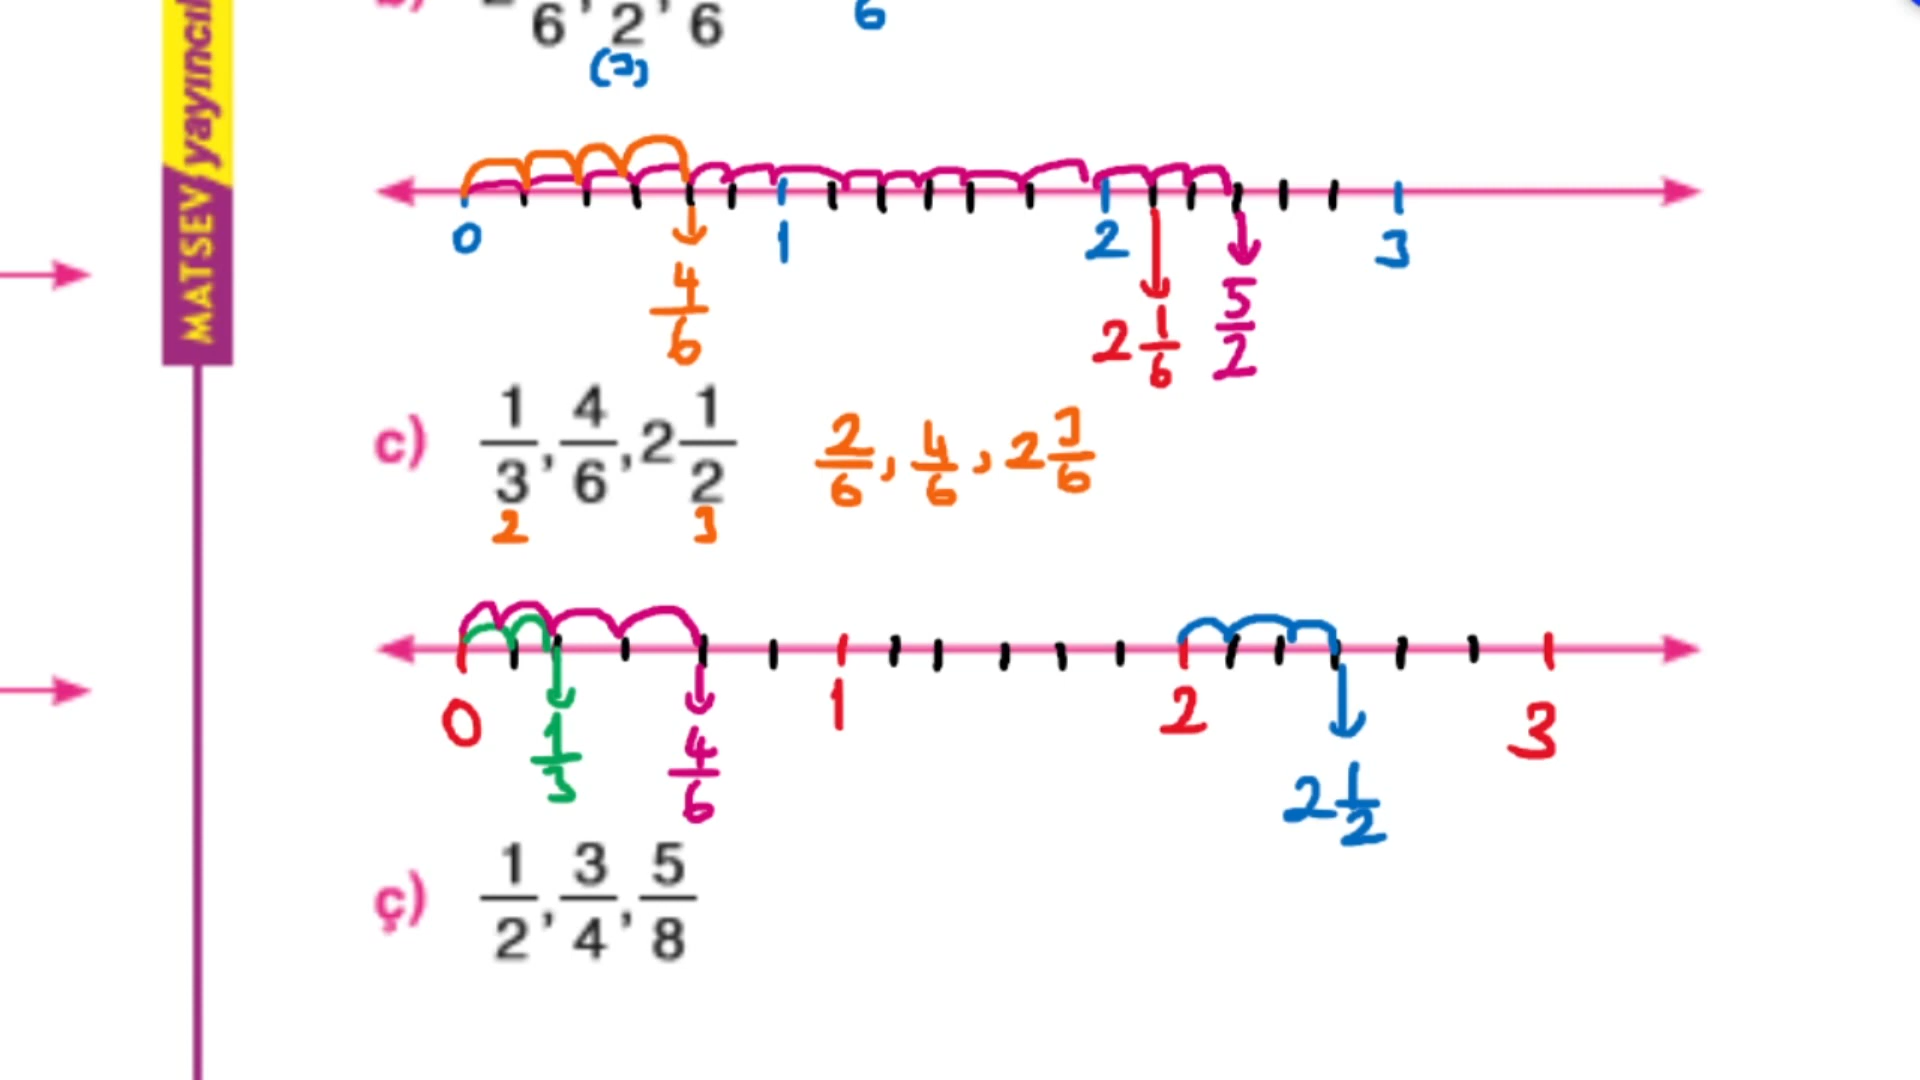 MATSEV yayıncıl
b) 6 , 2 , 6 6
(3)
0 1 2 3
4/6 2 1/6 5/2
c) 1/3 , 4/6 , 2 1/2 2/6 , 4/6 , 2 3/6
2 3
0 1 2 3
1/3 4/6 2 1/2
ç) 1/2 , 3/4 , 5/8